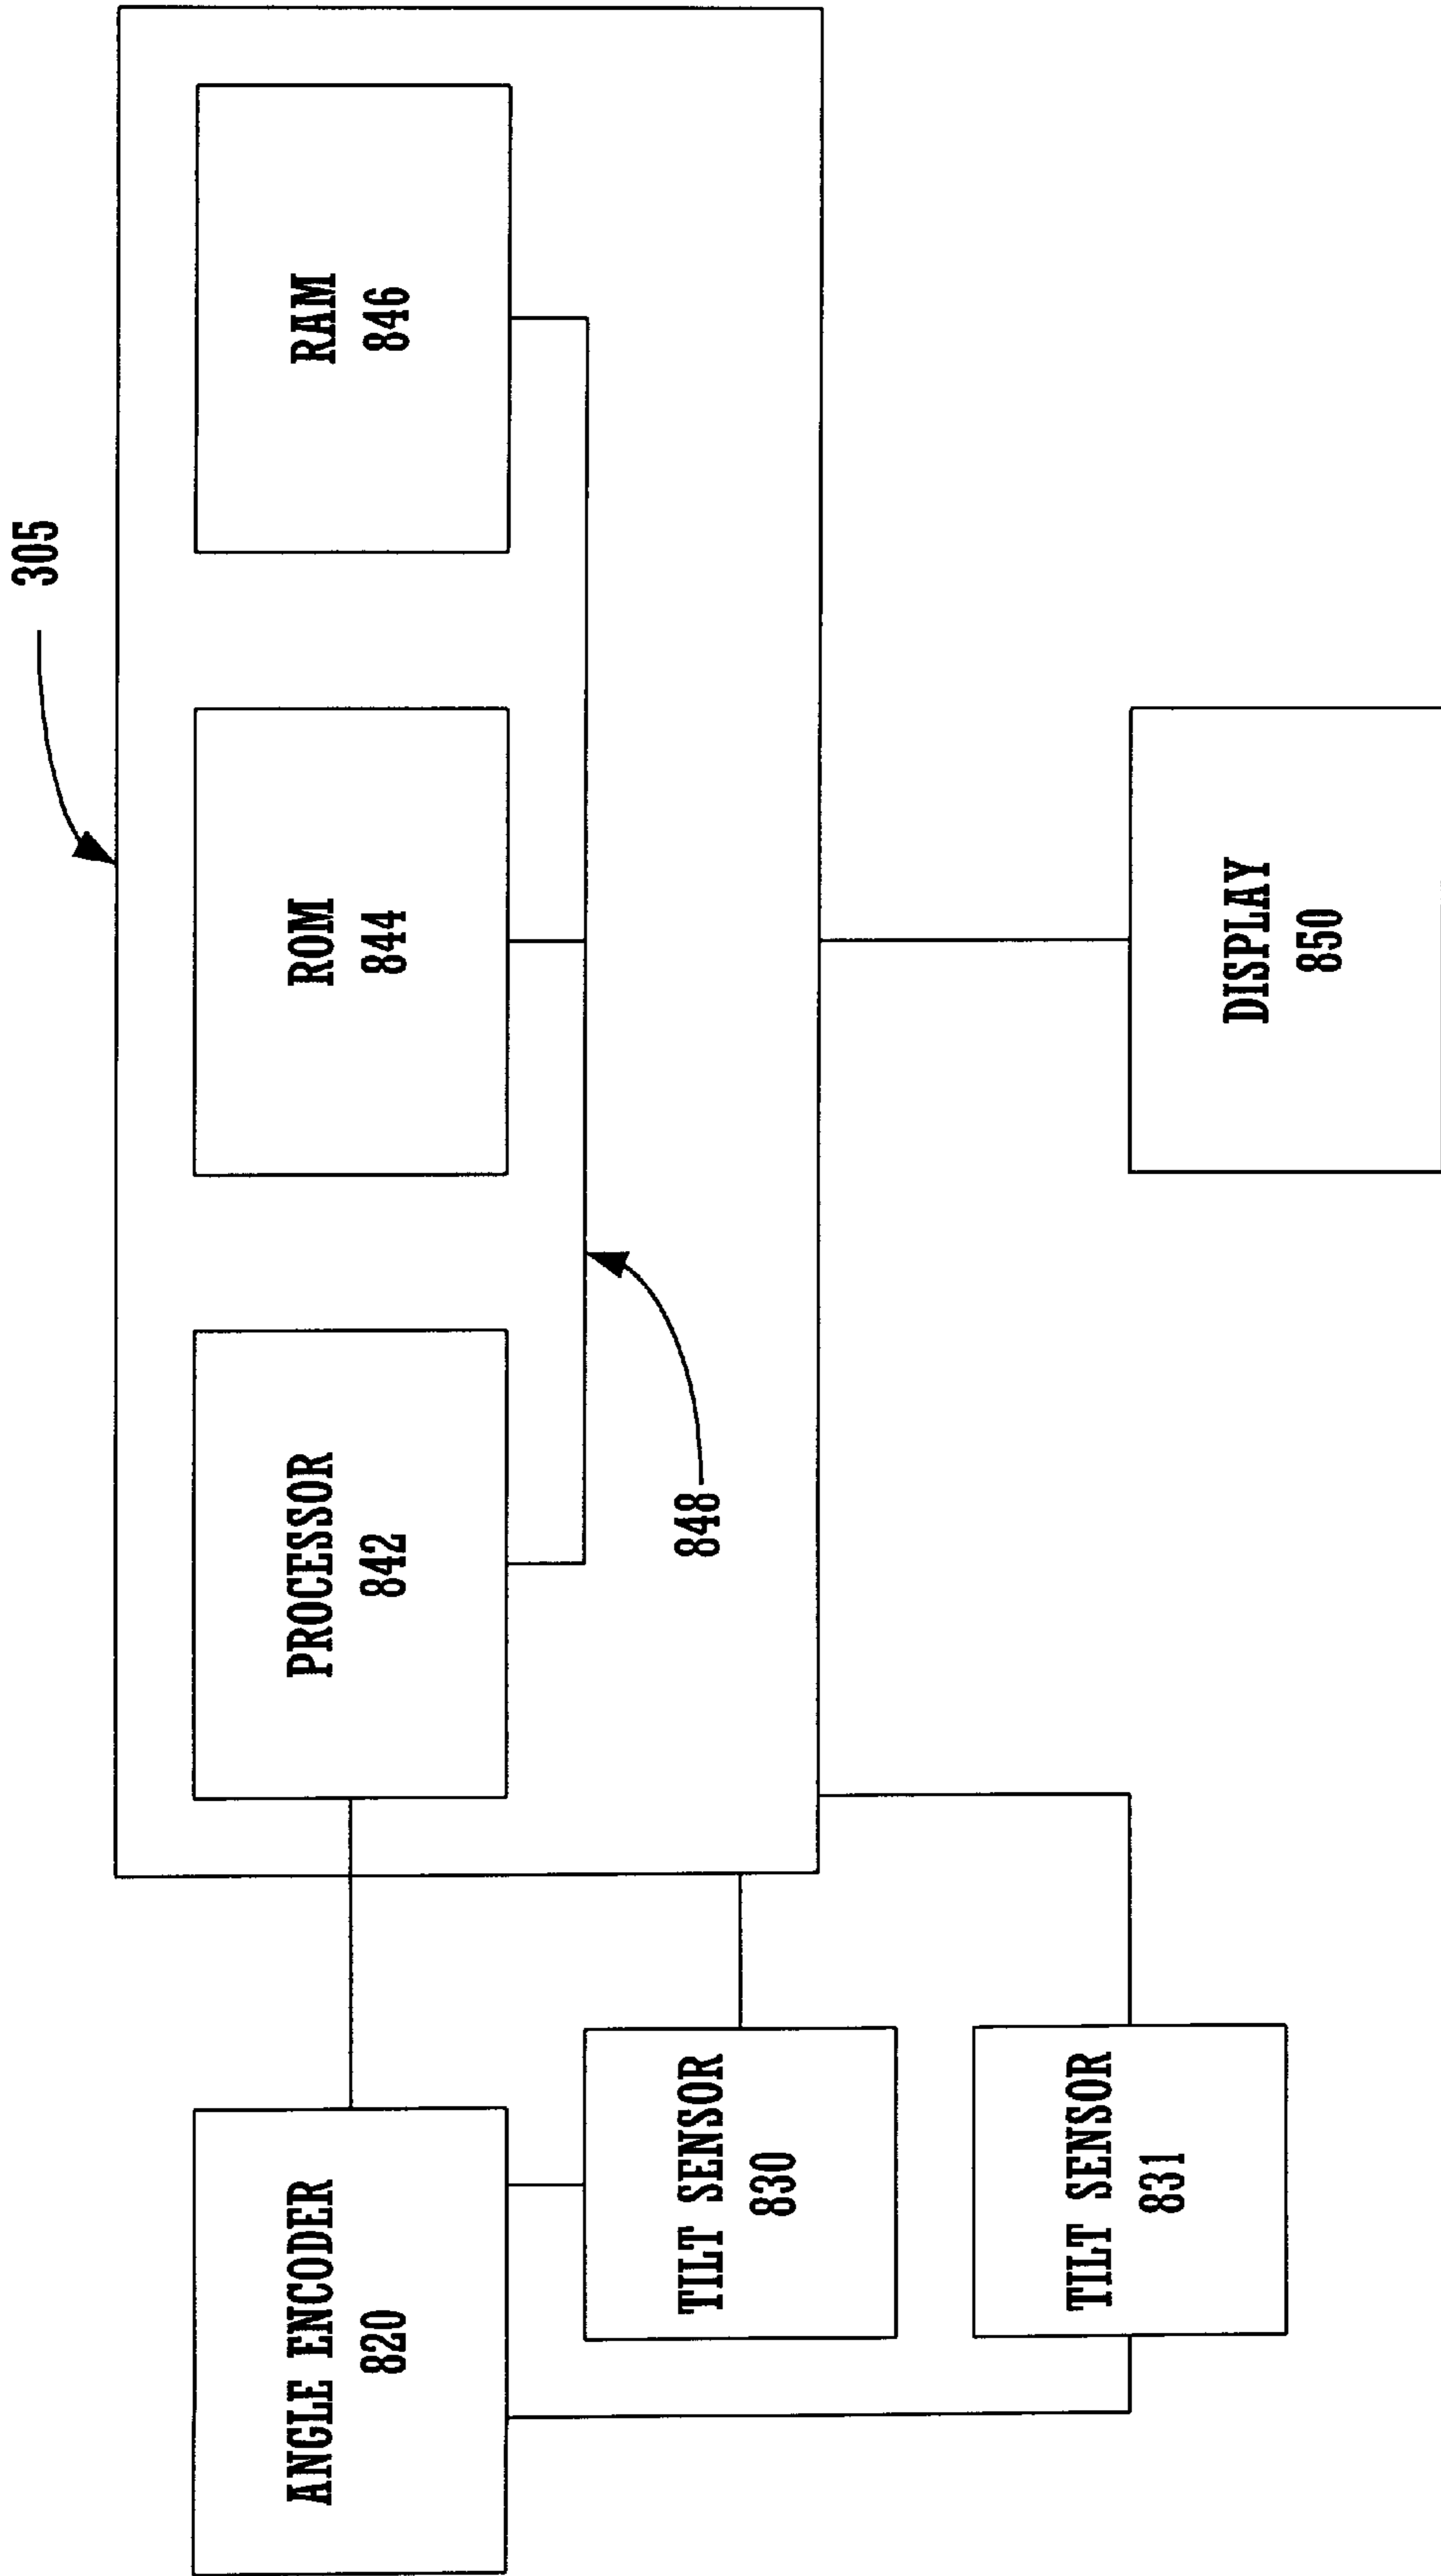 305
ANGLE ENCODER
820
PROCESSOR
842
ROM
844
RAM
846
848
TILT SENSOR
830
TILT SENSOR
831
DISPLAY
850